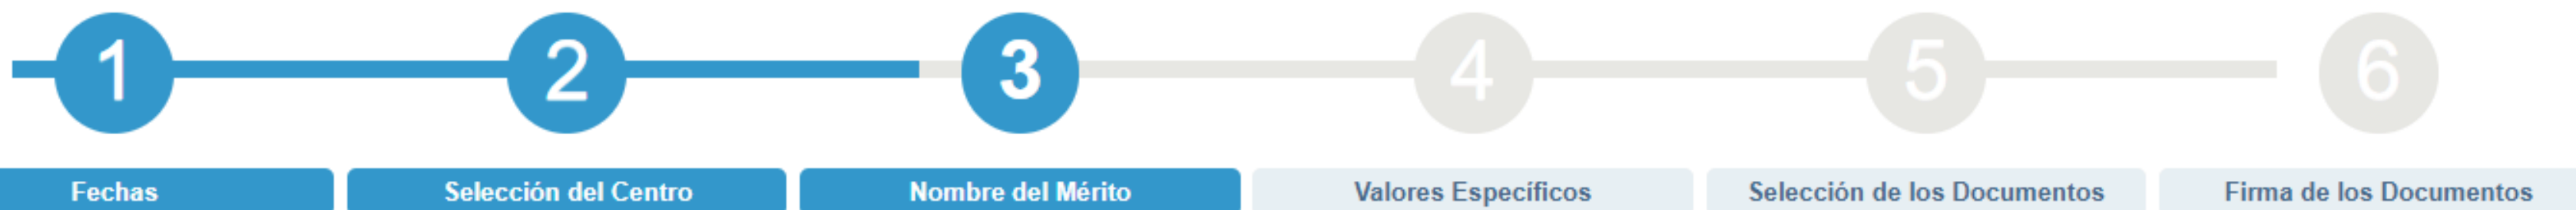 1 2 3 4 5 6
Fechas Selección del Centro Nombre del Mérito Valores Específicos Selección de los Documentos Firma de los Documentos